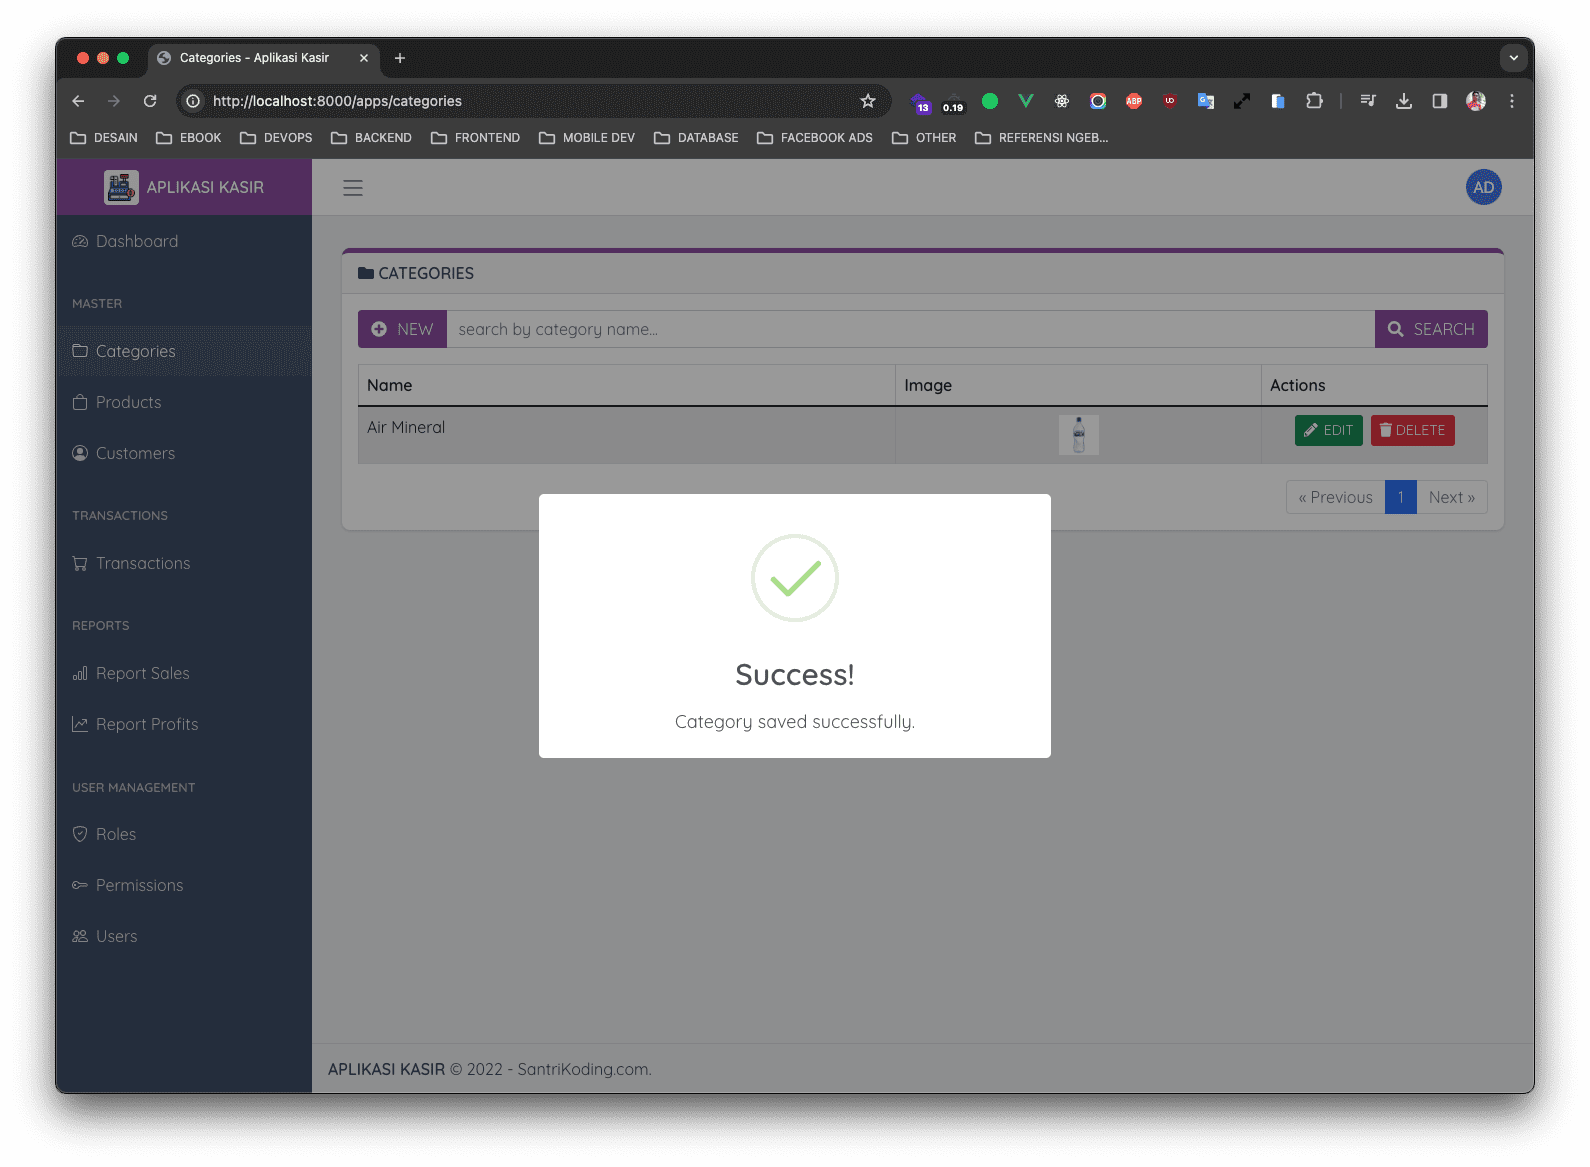 Categories - Aplikasi Kasir
http://localhost:8000/apps/categories
13
0.19
ABP
DESAIN EBOOK DEVOPS BACKEND FRONTEND MOBILE DEV DATABASE FACEBOOK ADS OTHER REFERENSI NGEB...
APLIKASI KASIR
AD
Dashboard
MASTER
Categories
Products
Customers
TRANSACTIONS
Transactions
REPORTS
Report Sales
Report Profits
USER MANAGEMENT
Roles
Permissions
Users
CATEGORIES
NEW search by category name... SEARCH
Name Image Actions
Air Mineral EDIT DELETE
« Previous 1 Next »
Success!
Category saved successfully.
APLIKASI KASIR © 2022 - SantriKoding.com.